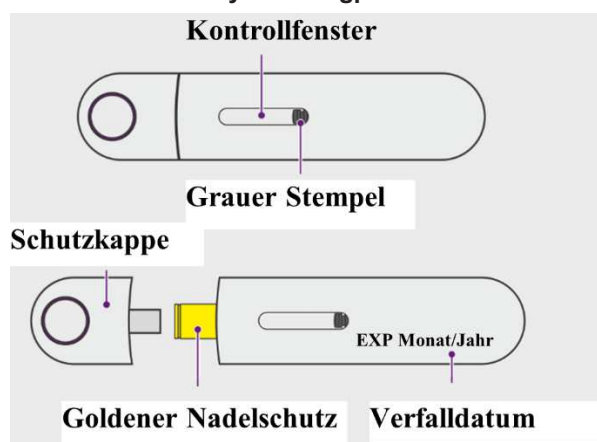 Kontrollfenster
Grauer Stempel
Schutzkappe
EXP Monat/Jahr
Goldener Nadelschutz
Verfalldatum